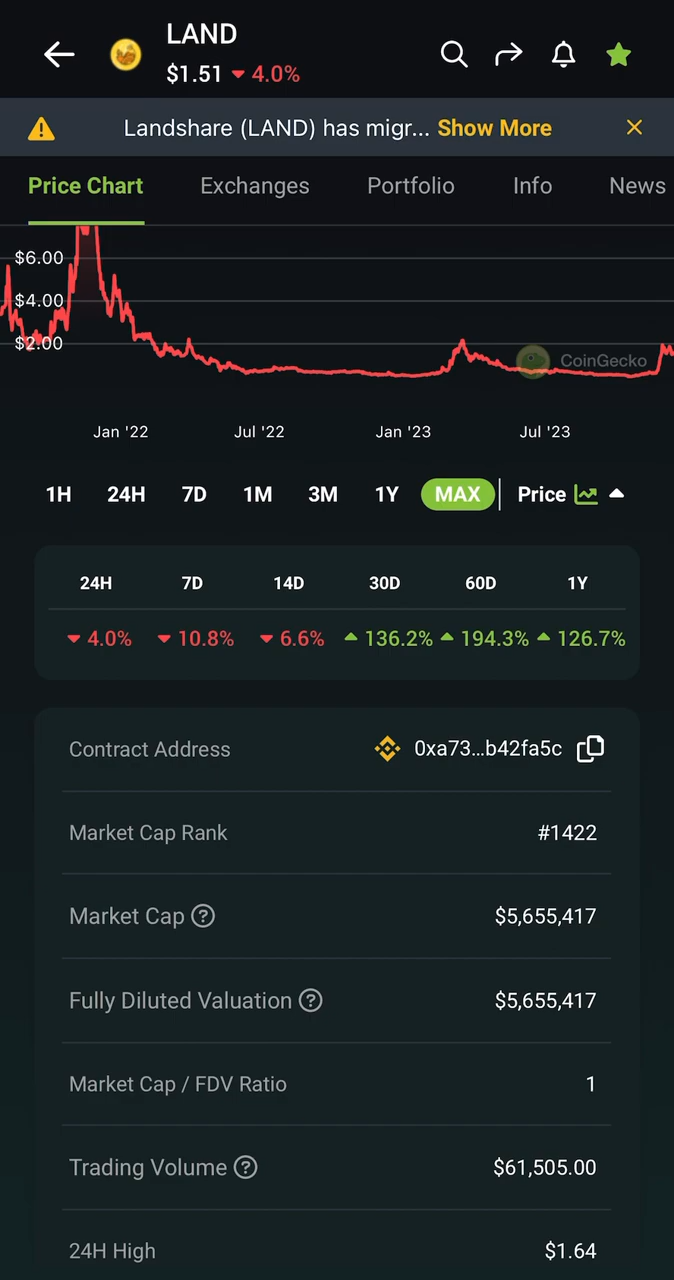 LAND
$1.51 4.0%
Landshare (LAND) has migr... Show More
Price Chart Exchanges Portfolio Info News
$6.00
$4.00
$2.00
CoinGecko
Jan '22 Jul '22 Jan '23 Jul '23
1H 24H 7D 1M 3M 1Y MAX Price
24H 7D 14D 30D 60D 1Y
4.0% 10.8% 6.6% 136.2% 194.3% 126.7%
Contract Address 0xa73...b42fa5c
Market Cap Rank #1422
Market Cap ? $5,655,417
Fully Diluted Valuation ? $5,655,417
Market Cap / FDV Ratio 1
Trading Volume ? $61,505.00
24H High $1.64